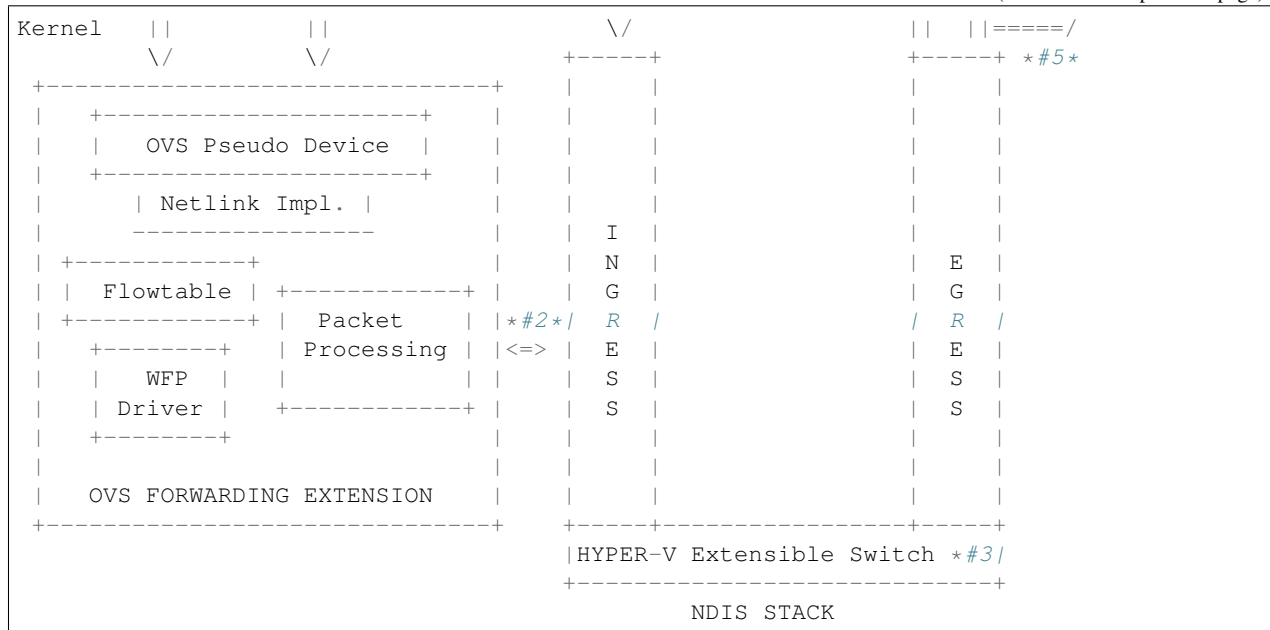 Kernel    ||          ||                    \/                     ||   ||=====/
          \/          \/                 +-----+                 +-----+ *#5*
 +-------------------------------+       |     |                 |     |
 |   +----------------------+    |       |     |                 |     |
 |   |   OVS Pseudo Device  |    |       |     |                 |     |
 |   +----------------------+    |       |     |                 |     |
 |      | Netlink Impl. |        |       |     |                 |     |
 |      -----------------        |       |  I  |                 |     |
 | +------------+                |       |  N  |                 |  E  |
 | |  Flowtable | +------------+ |       |  G  |                 |  G  |
 | +------------+ |  Packet    | |*#2*|  R  |                 |  R  |
 |   +--------+   | Processing | |<=> |  E  |                 |  E  |
 |   |   WFP  |   |            | |    |  S  |                 |  S  |
 |   | Driver |   +------------+ |    |  S  |                 |  S  |
 |   +--------+                  |    |     |                 |     |
 |                               |    |     |                 |     |
 |   OVS FORWARDING EXTENSION    |    |     |                 |     |
 +-------------------------------+    +-----+-----------------+-----+
                                      |HYPER-V Extensible Switch *#3|
                                      +-----------------------------+
                                               NDIS STACK